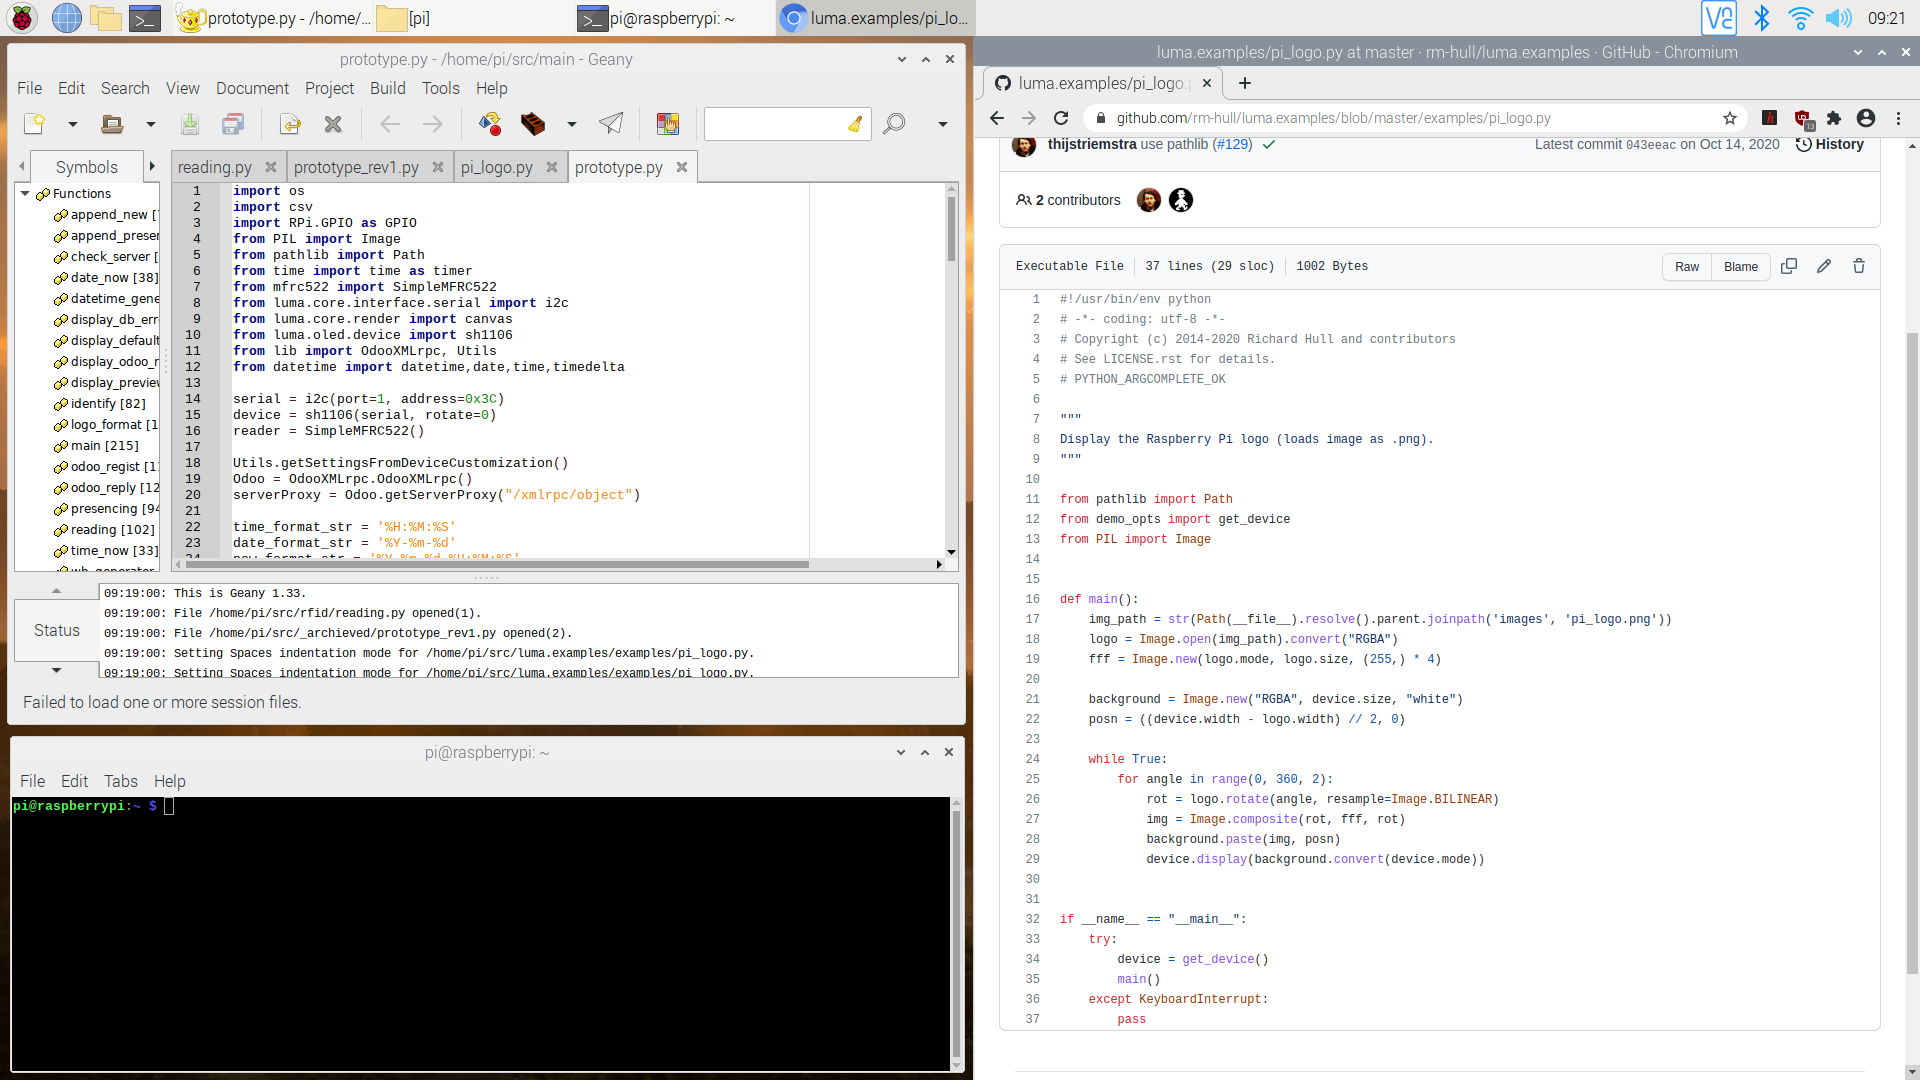 prototype.py - /home/...
[pi]
pi@raspberrypi: ~
luma.examples/pi_lo...
09:21
prototype.py - /home/pi/src/main - Geany
File Edit Search View Document Project Build Tools Help
Symbols
reading.py
prototype_rev1.py
pi_logo.py
prototype.py
Functions
append_new [
append_preser
check_server [
date_now [38]
datetime_gene
display_db_err
display_default
display_odoo_r
display_preview
identify [82]
logo_format [1
main [215]
odoo_regist [1
odoo_reply [12
presencing [94
reading [102]
time_now [33]
1 import os
2 import csv
3 import RPi.GPIO as GPIO
4 from PIL import Image
5 from pathlib import Path
6 from time import time as timer
7 from mfrc522 import SimpleMFRC522
8 from luma.core.interface.serial import i2c
9 from luma.core.render import canvas
10 from luma.oled.device import sh1106
11 from lib import OdooXMLrpc, Utils
12 from datetime import datetime,date,time,timedelta
13
14 serial = i2c(port=1, address=0x3C)
15 device = sh1106(serial, rotate=0)
16 reader = SimpleMFRC522()
17
18 Utils.getSettingsFromDeviceCustomization()
19 Odoo = OdooXMLrpc.OdooXMLrpc()
20 serverProxy = Odoo.getServerProxy("/xmlrpc/object")
21
22 time_format_str = '%H:%M:%S'
23 date_format_str = '%Y-%m-%d'
Status
09:19:00: This is Geany 1.33.
09:19:00: File /home/pi/src/rfid/reading.py opened(1).
09:19:00: File /home/pi/src/_archieved/prototype_rev1.py opened(2).
09:19:00: Setting Spaces indentation mode for /home/pi/src/luma.examples/examples/pi_logo.py.
09:19:00: Setting Spaces indentation mode for /home/pi/src/luma.examples/examples/pi_logo.py.
Failed to load one or more session files.
pi@raspberrypi: ~
File Edit Tabs Help
pi@raspberrypi:~ $
luma.examples/pi_logo.py at master · rm-hull/luma.examples · GitHub - Chromium
luma.examples/pi_logo.p
github.com/rm-hull/luma.examples/blob/master/examples/pi_logo.py
13
thijstriemstra use pathlib (#129) ✓
Latest commit 043eeac on Oct 14, 2020 History
2 contributors
Executable File 37 lines (29 sloc) 1002 Bytes
Raw Blame
1 #!/usr/bin/env python
2 # -*- coding: utf-8 -*-
3 # Copyright (c) 2014-2020 Richard Hull and contributors
4 # See LICENSE.rst for details.
5 # PYTHON_ARGCOMPLETE_OK
6
7 """
8 Display the Raspberry Pi logo (loads image as .png).
9 """
10
11 from pathlib import Path
12 from demo_opts import get_device
13 from PIL import Image
14
15
16 def main():
17 img_path = str(Path(__file__).resolve().parent.joinpath('images', 'pi_logo.png'))
18 logo = Image.open(img_path).convert("RGBA")
19 fff = Image.new(logo.mode, logo.size, (255,) * 4)
20
21 background = Image.new("RGBA", device.size, "white")
22 posn = ((device.width - logo.width) // 2, 0)
23
24 while True:
25 for angle in range(0, 360, 2):
26 rot = logo.rotate(angle, resample=Image.BILINEAR)
27 img = Image.composite(rot, fff, rot)
28 background.paste(img, posn)
29 device.display(background.convert(device.mode))
30
31
32 if __name__ == "__main__":
33 try:
34 device = get_device()
35 main()
36 except KeyboardInterrupt:
37 pass